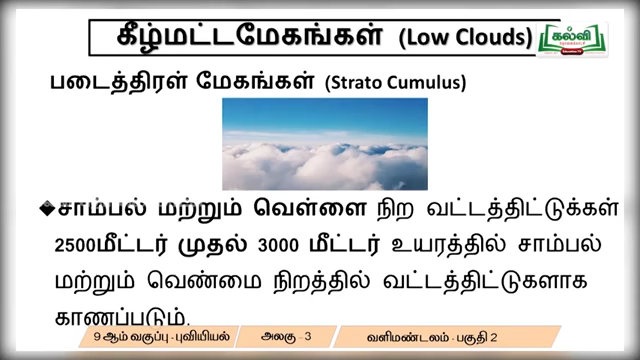 கீழ்மட்டமேகங்கள் (Low Clouds)
கல்வி
படைத்திரள் மேகங்கள் (Strato Cumulus)
◆சாம்பல் மற்றும் வெள்ளை நிற வட்டத்திட்டுக்கள்
2500மீட்டர் முதல் 3000 மீட்டர் உயரத்தில் சாம்பல்
மற்றும் வெண்மை நிறத்தில் வட்டத்திட்டுகளாக
காணப்படும்.
9 ஆம் வகுப்பு - புவியியல் அலகு - 3 வளிமண்டலம் - பகுதி 2